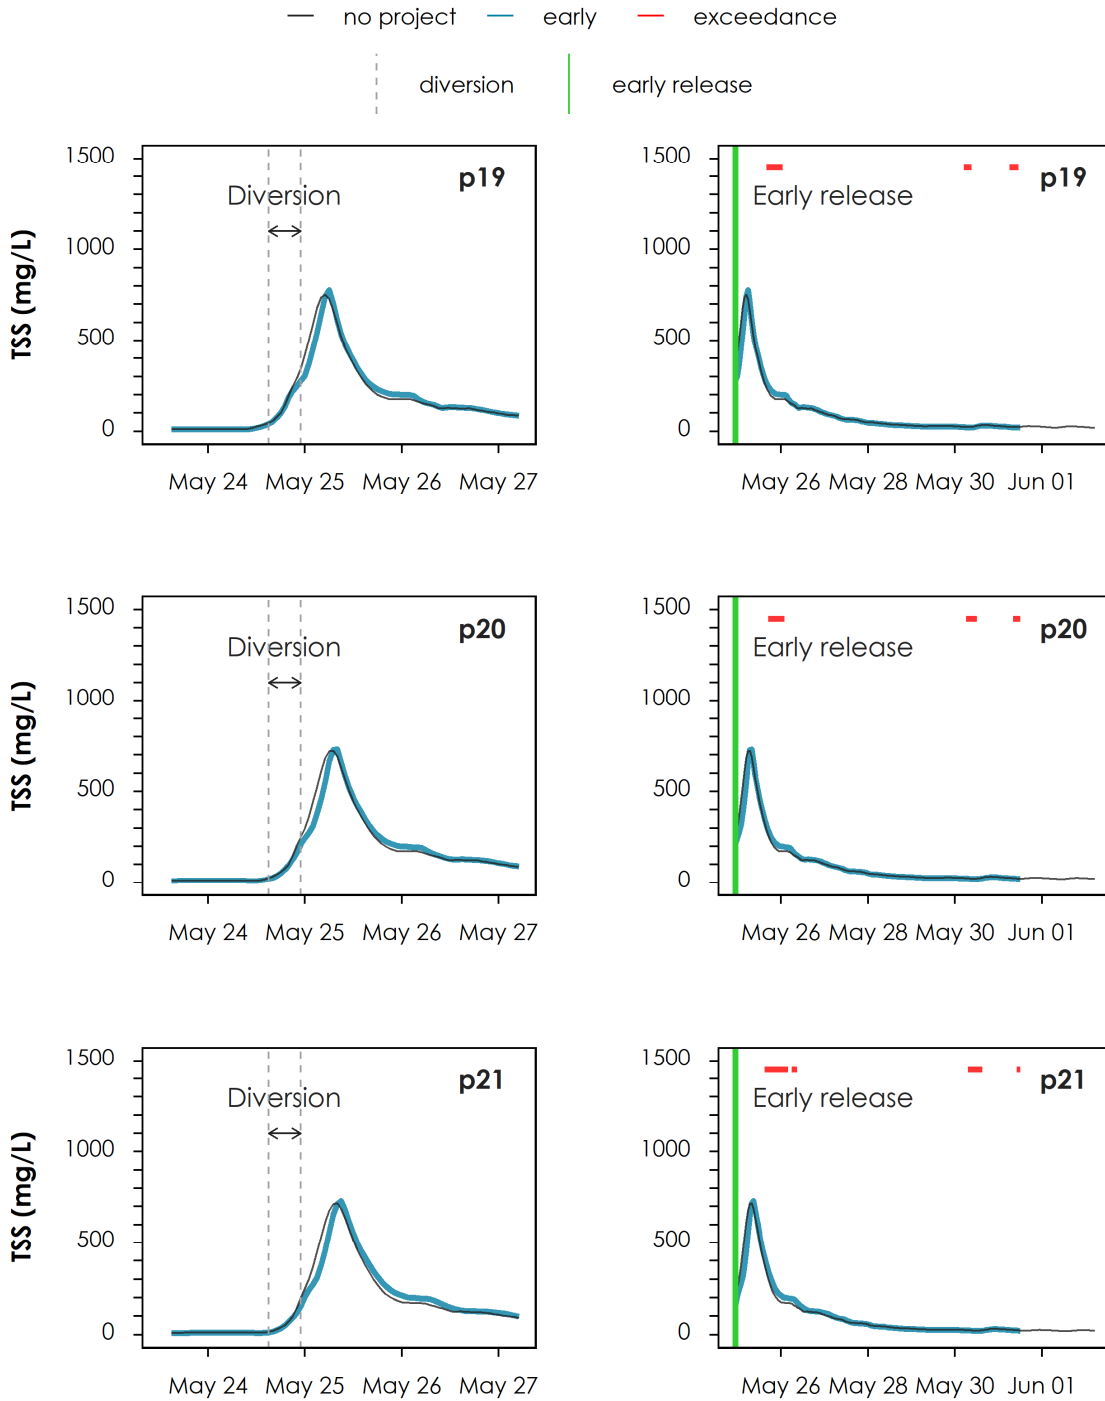 no project early exceedance
diversion early release
1500 p19 1500 p19
Diversion Early release
1000 1000
TSS (mg/L)
500 500
0 0
May 24 May 25 May 26 May 27 May 26 May 28 May 30 Jun 01
1500 p20 1500 p20
Diversion Early release
1000 1000
TSS (mg/L)
500 500
0 0
May 24 May 25 May 26 May 27 May 26 May 28 May 30 Jun 01
1500 p21 1500 p21
Diversion Early release
1000 1000
TSS (mg/L)
500 500
0 0
May 24 May 25 May 26 May 27 May 26 May 28 May 30 Jun 01